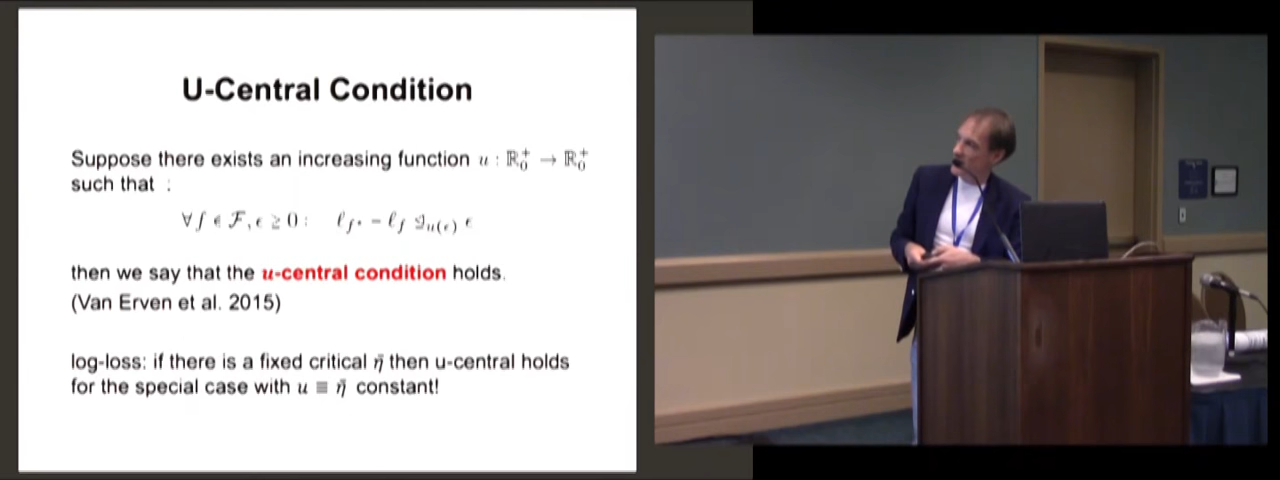 U-Central Condition
Suppose there exists an increasing function u : ℝ₀⁺ → ℝ₀⁺
such that :
∀f ∈ ℱ, ϵ ≥ 0 : ℓ_{f*} − ℓ_f ⊴_{u(ϵ)} ϵ
then we say that the u-central condition holds.
(Van Erven et al. 2015)
log-loss: if there is a fixed critical η̄ then u-central holds
for the special case with u ≡ η̄ constant!